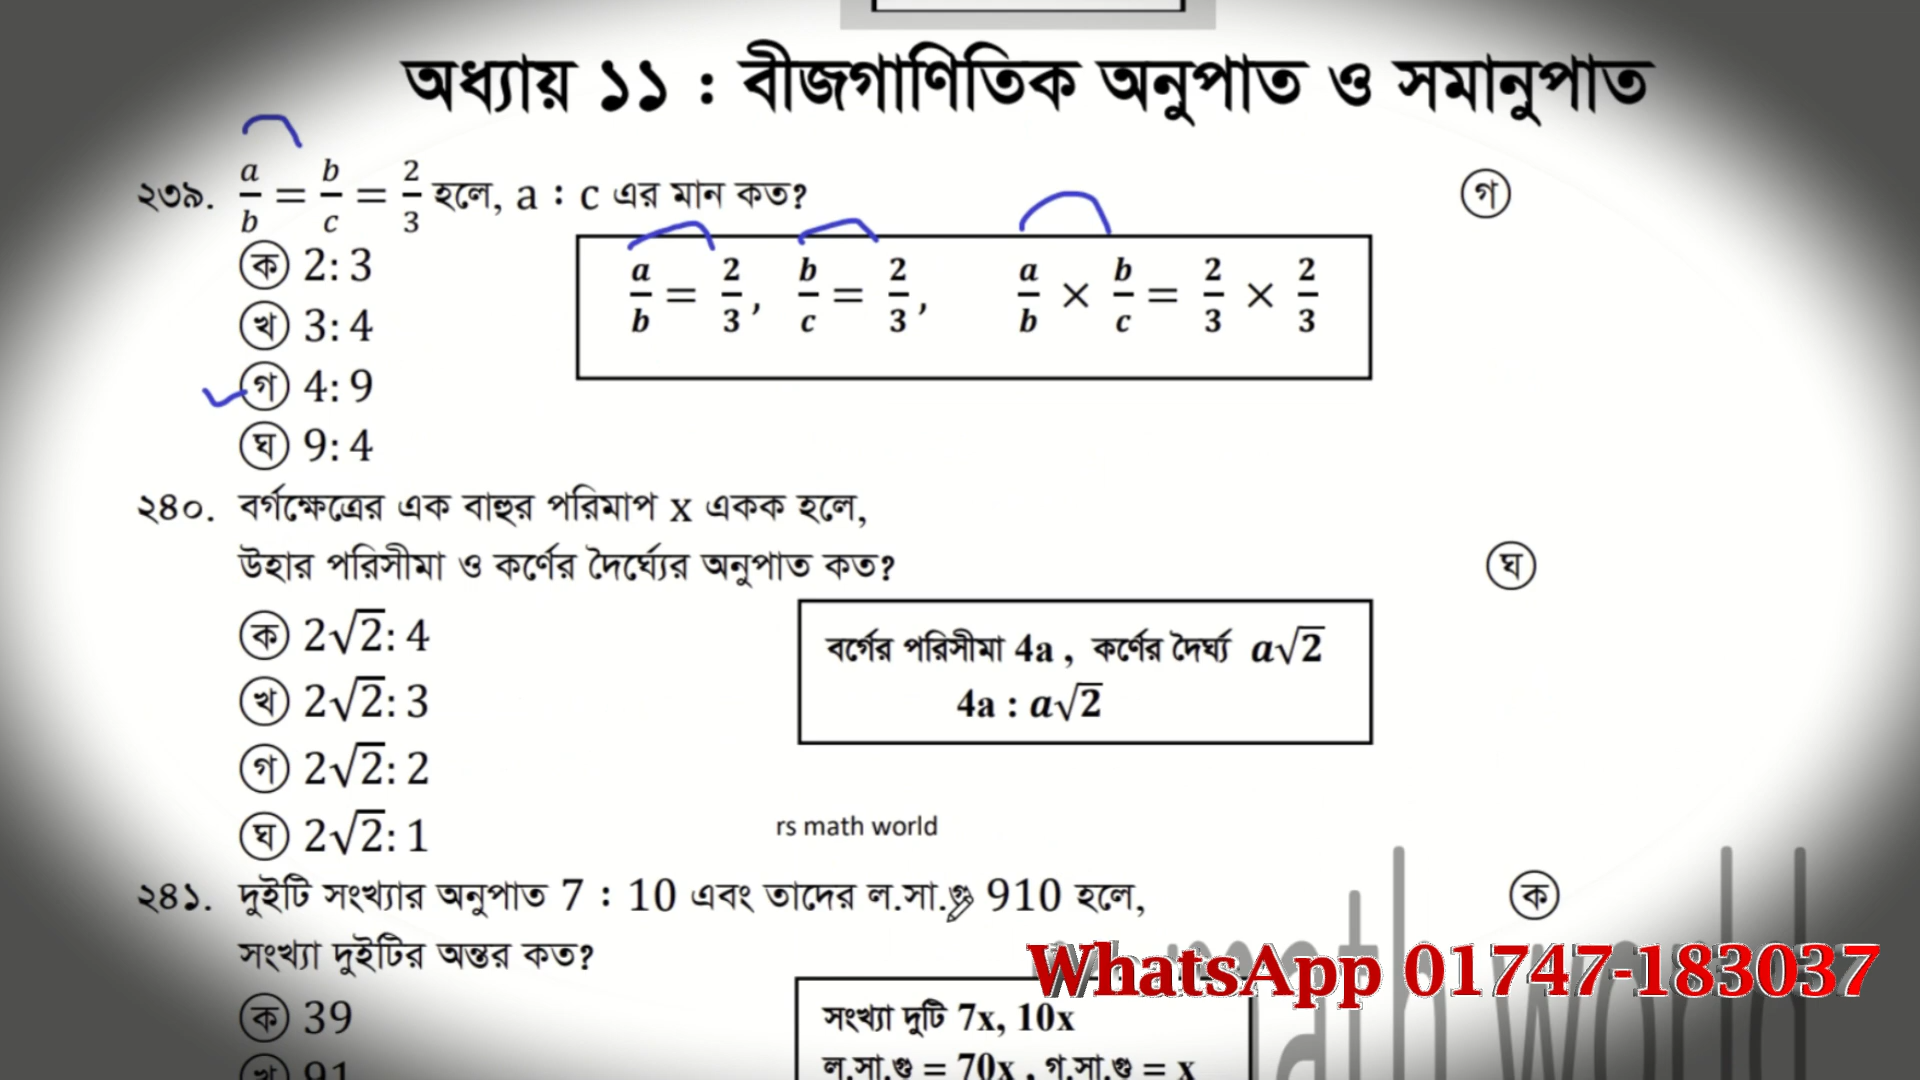 অধ্যায় ১১ : বীজগাণিতিক অনুপাত ও সমানুপাত
২৩৯. a/b = b/c = 2/3 হলে, a : c এর মান কত? গ
ক 2: 3
a/b = 2/3, b/c = 2/3, a/b × b/c = 2/3 × 2/3
খ 3: 4
গ 4: 9
ঘ 9: 4
২৪০. বর্গক্ষেত্রের এক বাহুর পরিমাপ x একক হলে,
উহার পরিসীমা ও কর্ণের দৈর্ঘ্যের অনুপাত কত? ঘ
ক 2√2: 4
বর্গের পরিসীমা 4a , কর্ণের দৈর্ঘ্য a√2
4a : a√2
খ 2√2: 3
গ 2√2: 2
ঘ 2√2: 1
rs math world
২৪১. দুইটি সংখ্যার অনুপাত 7 : 10 এবং তাদের ল.সা.গু 910 হলে, ক
সংখ্যা দুইটির অন্তর কত?
WhatsApp 01747-183037
ক 39
সংখ্যা দুটি 7x, 10x
খ 91
ল.সা.গু = 70x , গ.সা.গু = x
math world